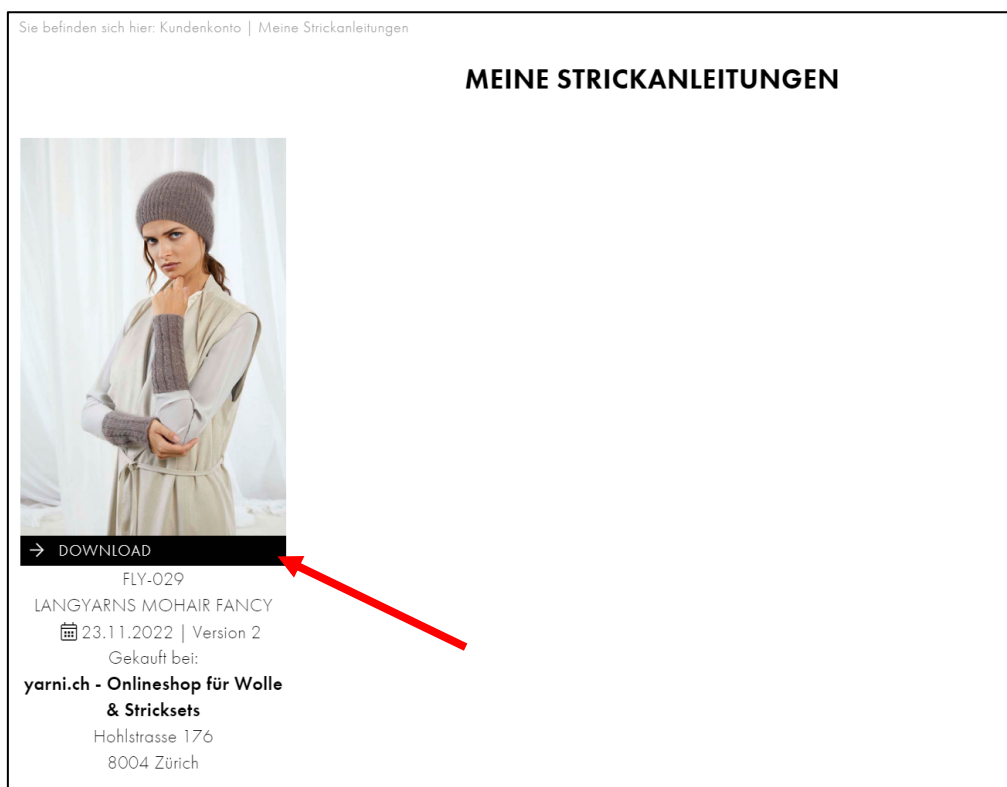 Sie befinden sich hier: Kundenkonto | Meine Strickanleitungen
MEINE STRICKANLEITUNGEN
DOWNLOAD
FLY-029
LANGYARNS MOHAIR FANCY
23.11.2022 | Version 2
Gekauft bei:
yarni.ch - Onlineshop für Wolle
& Stricksets
Hohlstrasse 176
8004 Zürich